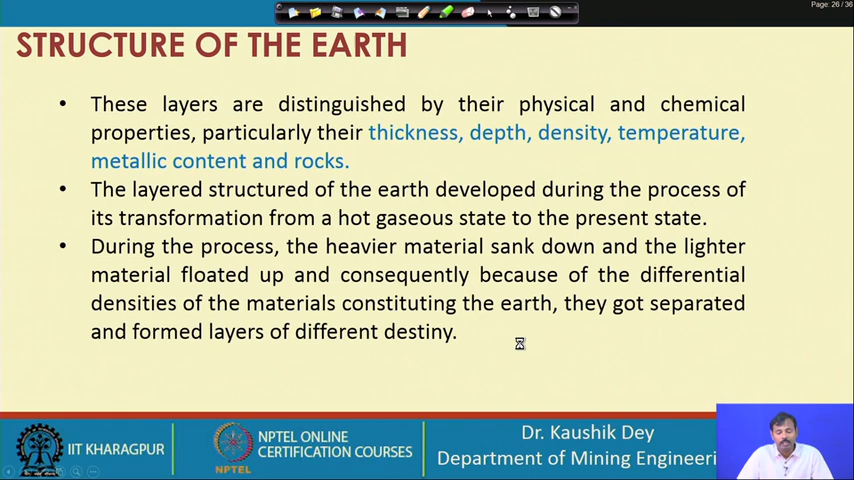 Page: 26 / 36
STRUCTURE OF THE EARTH
• These layers are distinguished by their physical and chemical
properties, particularly their thickness, depth, density, temperature,
metallic content and rocks.
• The layered structured of the earth developed during the process of
its transformation from a hot gaseous state to the present state.
• During the process, the heavier material sank down and the lighter
material floated up and consequently because of the differential
densities of the materials constituting the earth, they got separated
and formed layers of different destiny.
IIT KHARAGPUR
NPTEL
NPTEL ONLINE
CERTIFICATION COURSES
Dr. Kaushik Dey
Department of Mining Engineeri